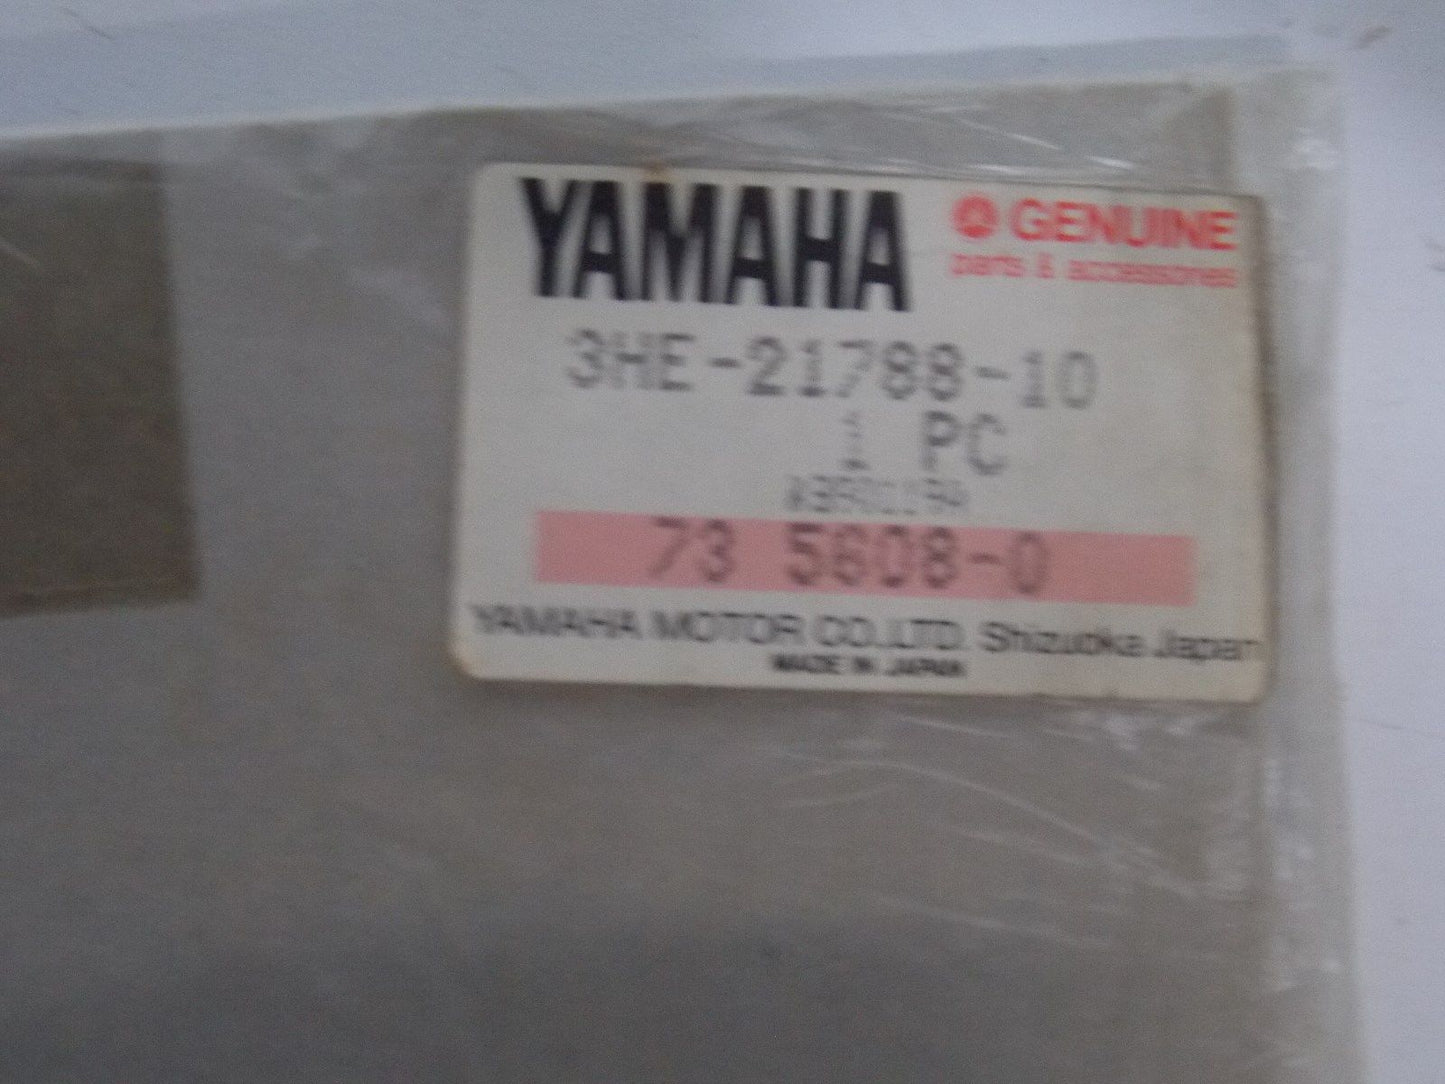 YAMAHA
GENUINE
parts & accessories
3HE-21788-10
1 PC
73 5608-0
YAMAHA MOTOR CO.,LTD. Shizuoka Japan
MADE IN JAPAN